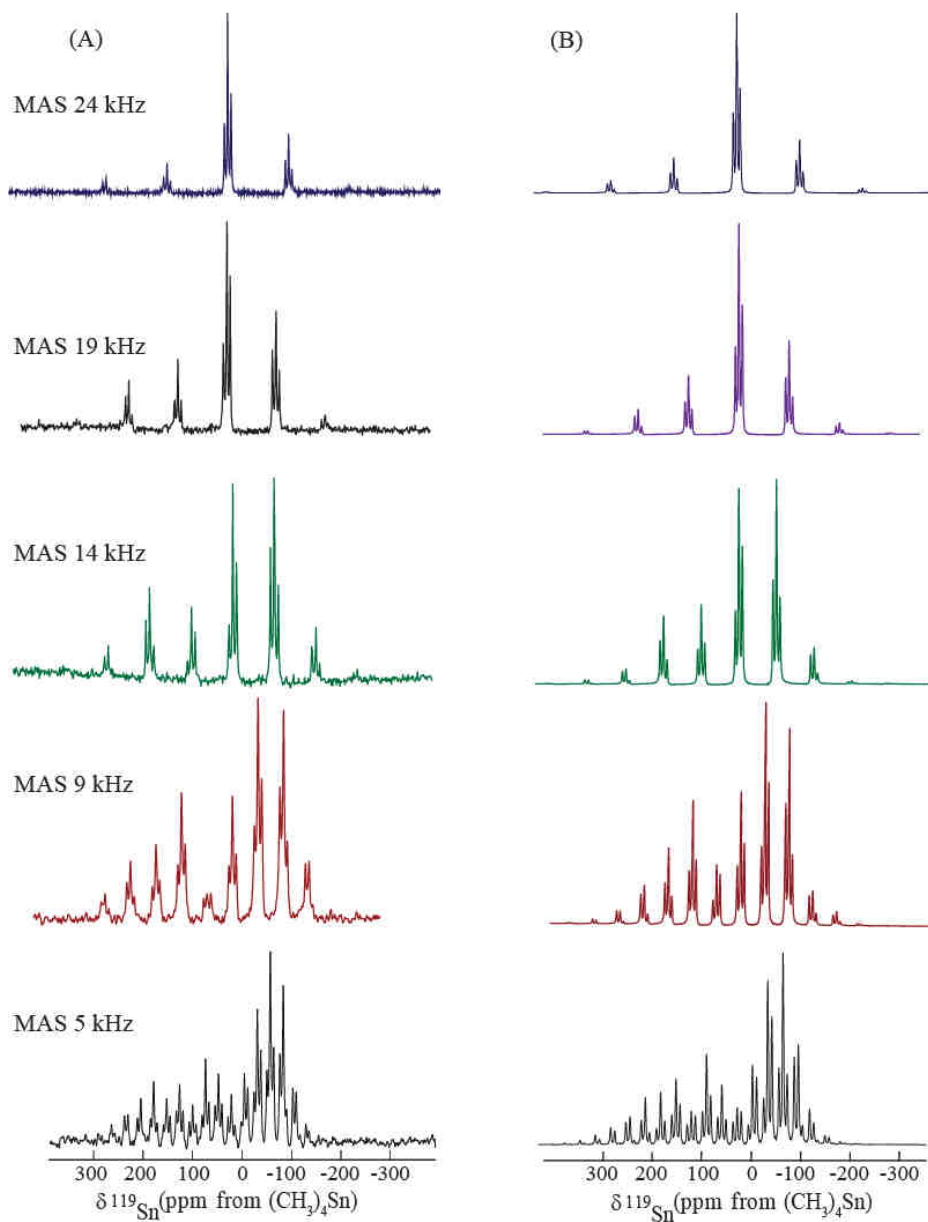 (A) (B)
MAS 24 kHz
MAS 19 kHz
MAS 14 kHz
MAS 9 kHz
MAS 5 kHz
300 200 100 0 -100 -200 -300 300 200 100 0 -100 -200 -300
δ ¹¹⁹Sn(ppm from (CH₃)₄Sn) δ ¹¹⁹Sn(ppm from (CH₃)₄Sn)